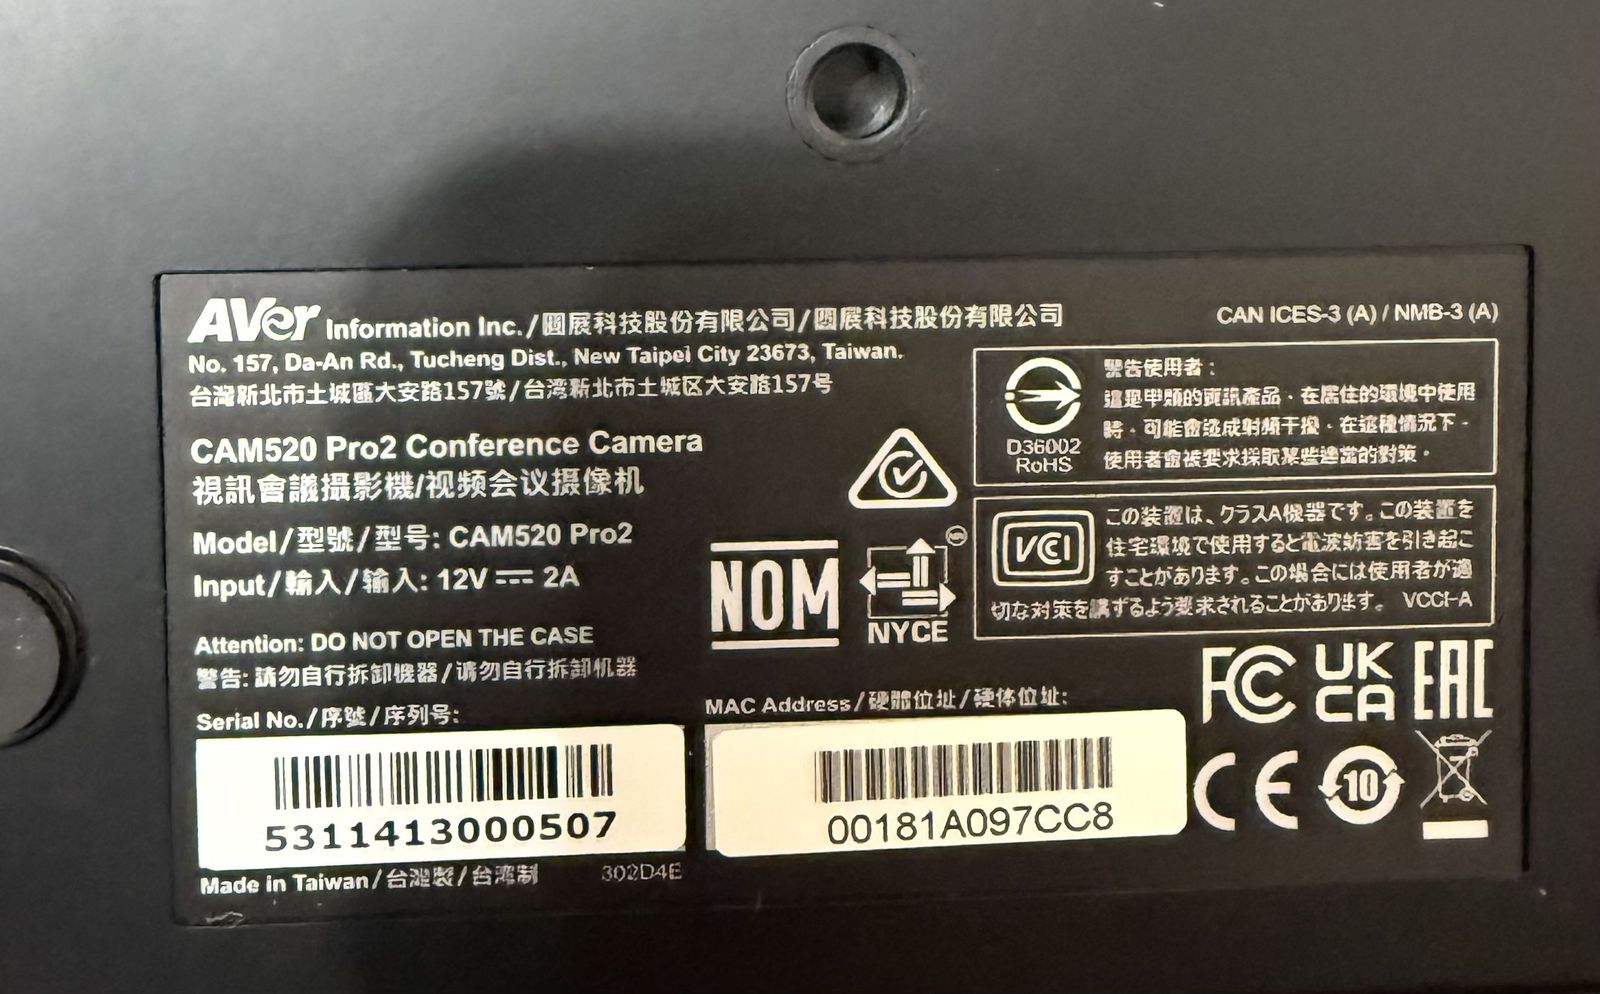 AVer Information Inc./圓展科技股份有限公司/圆展科技股份有限公司
No. 157, Da-An Rd., Tucheng Dist., New Taipei City 23673, Taiwan.
台灣新北市土城區大安路157號/台湾新北市土城区大安路157号
CAM520 Pro2 Conference Camera
視訊會議攝影機/视频会议摄像机
Model/型號/型号: CAM520 Pro2
Input/輸入/输入: 12V 2A
Attention: DO NOT OPEN THE CASE
警告: 請勿自行拆卸機器/请勿自行拆卸机器
Serial No./序號/序列号:
5311413000507
Made in Taiwan/台灣製/台湾制 302D4E
NOM
NYCE
MAC Address/硬體位址/硬体位址:
00181A097CC8
CAN ICES-3 (A) / NMB-3 (A)
D36002
RoHS
警告使用者：
這是甲類的資訊產品，在居住的環境中使用
時，可能會造成射頻干擾，在這種情況下，
使用者會被要求採取某些適當的對策。
VCI
この装置は、クラスA機器です。この装置を
住宅環境で使用すると電波妨害を引き起こ
すことがあります。この場合には使用者が適
切な対策を講ずるよう要求されることがあります。 VCCI-A
FC UK
CA EAC
CE 10